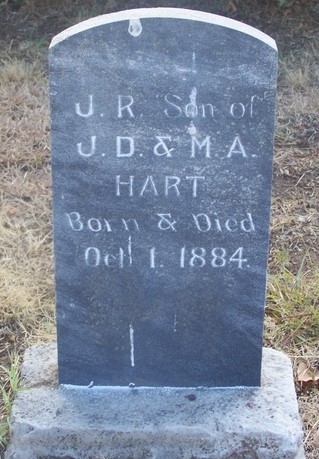 J. R. Son of
J. D. & M. A.
HART
Born & Died
Oct. 1. 1884.